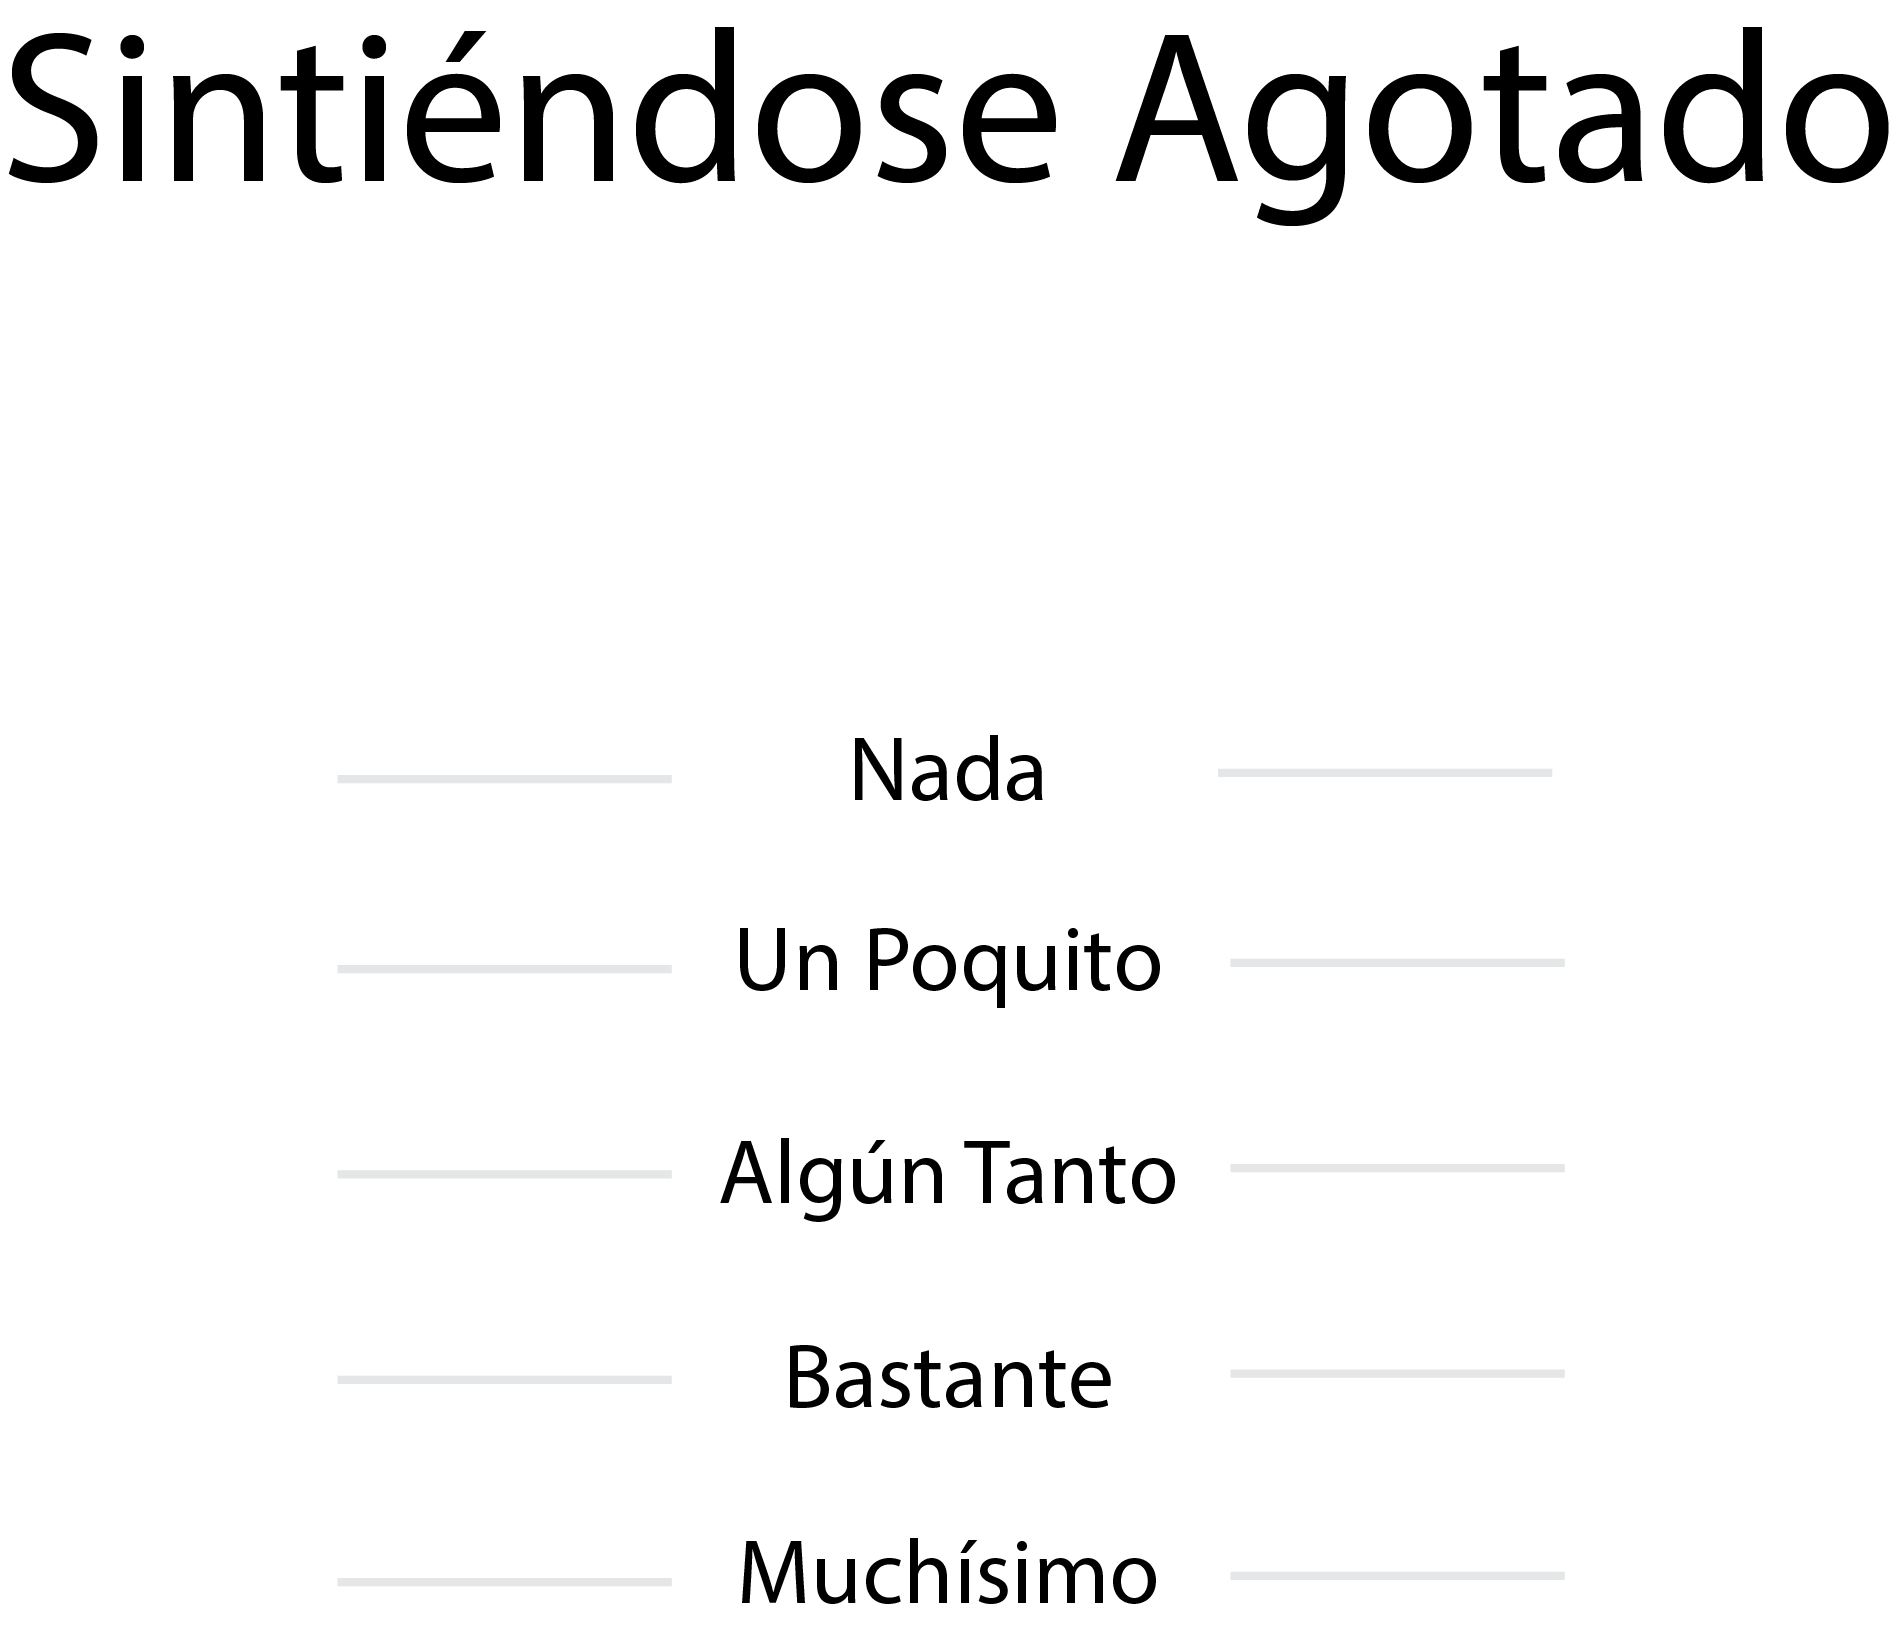 Sintiéndose Agotado
Nada
Un Poquito
Algún Tanto
Bastante
Muchísimo